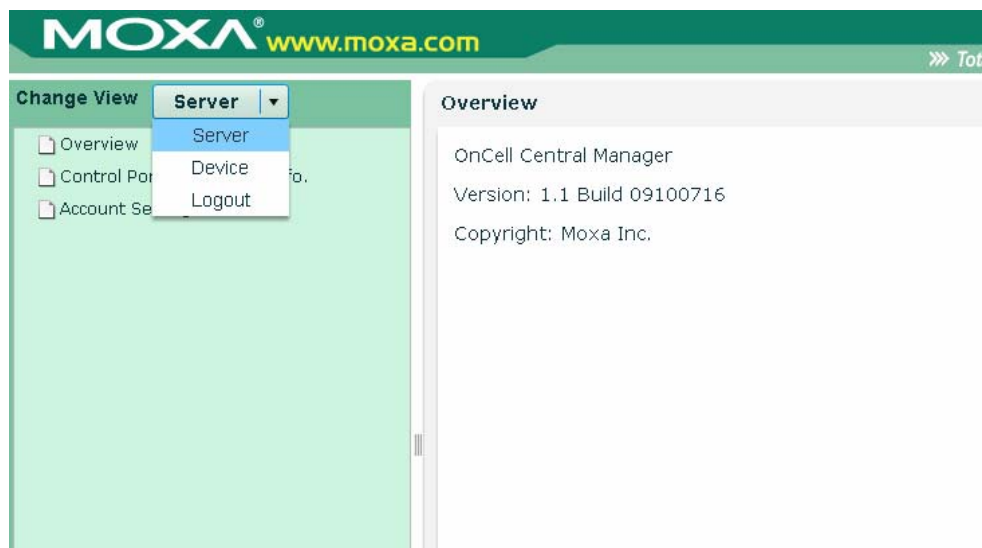 MOXA® www.moxa.com
»» Tot
Change View Server
Server
Device
Logout
Overview
Control Por fo.
Account Se
Overview
OnCell Central Manager
Version: 1.1 Build 09100716
Copyright: Moxa Inc.